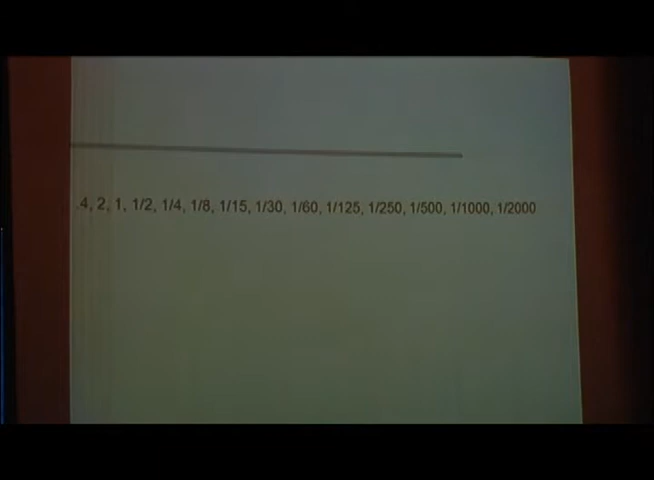 .4, 2, 1, 1/2, 1/4, 1/8, 1/15, 1/30, 1/60, 1/125, 1/250, 1/500, 1/1000, 1/2000